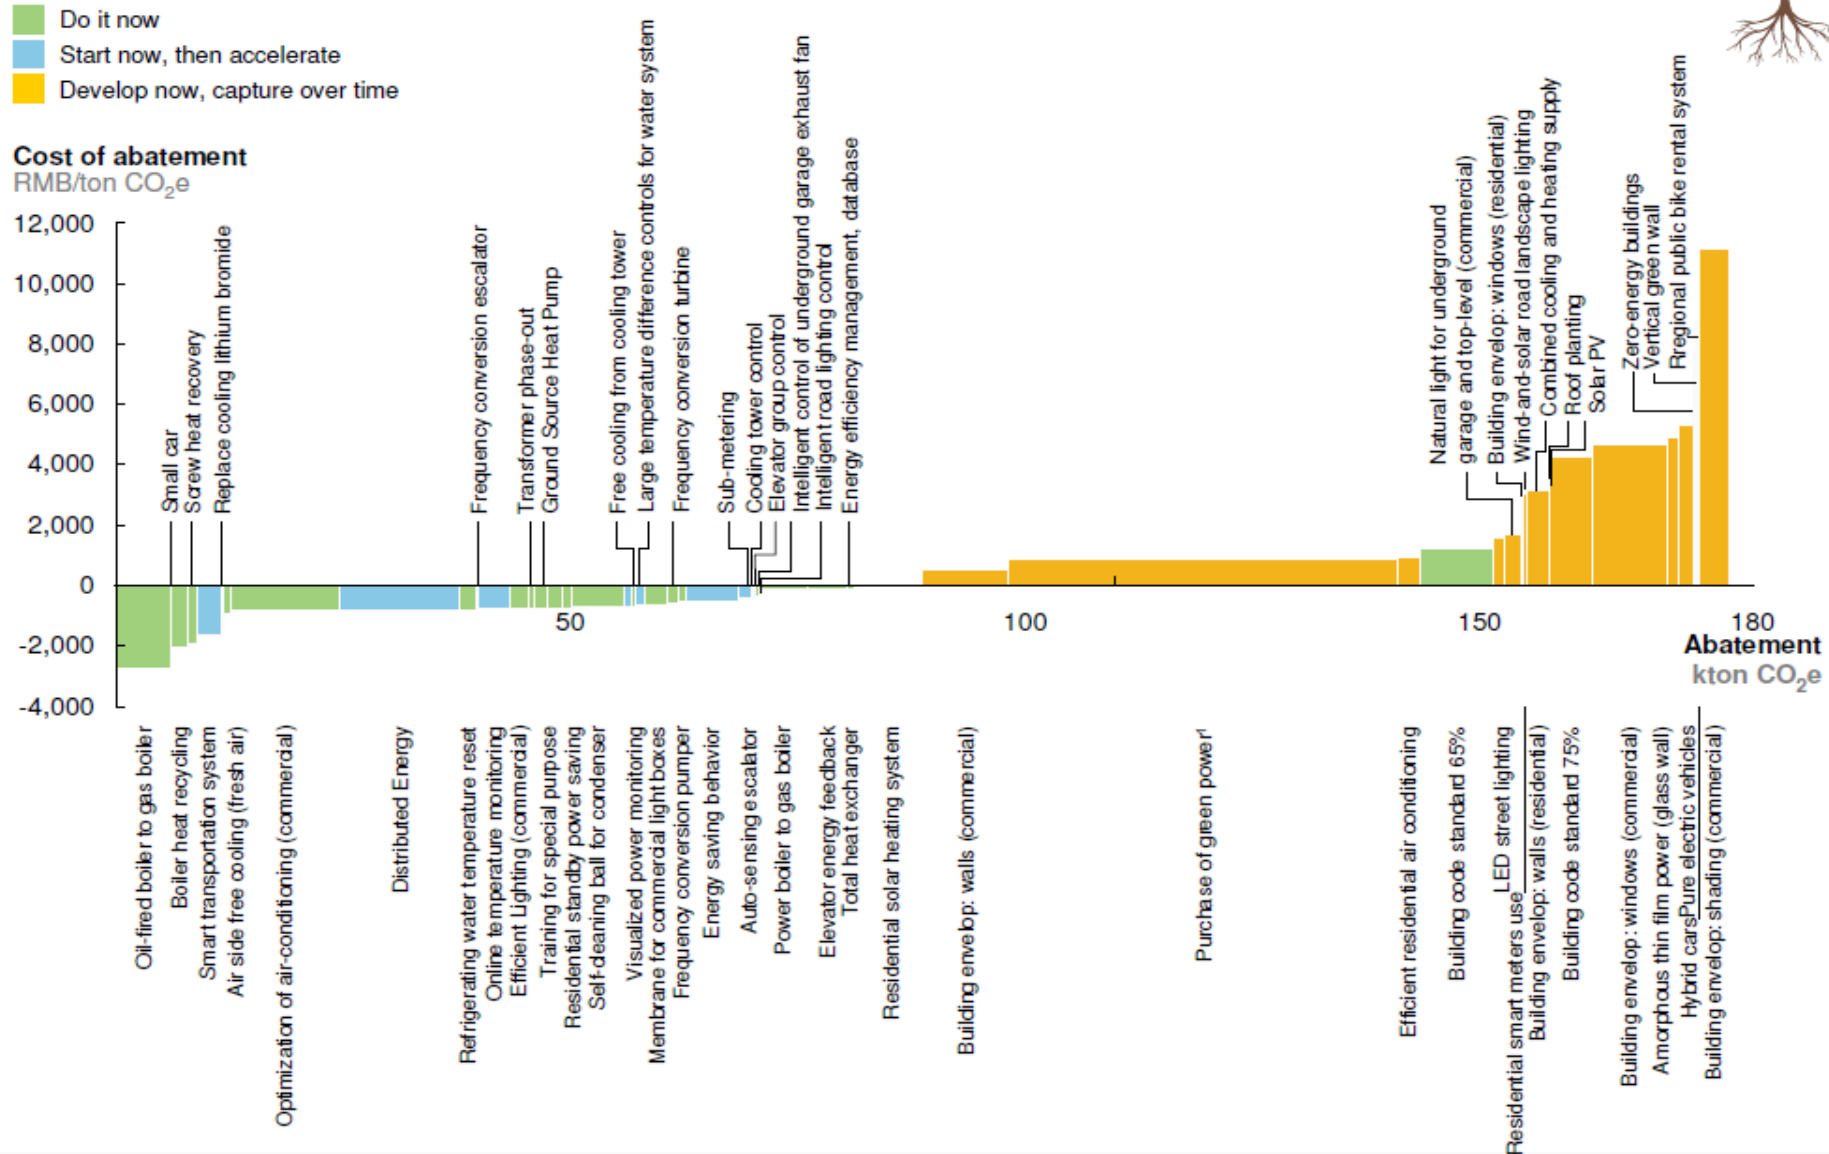 Do it now
Start now, then accelerate
Develop now, capture over time
Cost of abatement
RMB/ton CO2e
12,000
10,000
8,000
6,000
4,000
2,000
0
-2,000
-4,000
Small car
Screw heat recovery
Replace cooling lithium bromide
Frequency conversion escalator
Transformer phase-out
Ground Source Heat Pump
Free cooling from cooling tower
Large temperature difference controls for water system
Frequency conversion turbine
Sub-metering
Cooling tower control
Elevator group control
Intelligent control of underground garage exhaust fan
Intelligent road lighting control
Energy efficiency management, database
Natural light for underground
garage and top-level (commercial)
Building envelop: windows (residential)
Wind-and-solar road landscape lighting
Combined cooling and heating supply
Roof planting
Solar PV
Zero-energy buildings
Vertical green wall
Rregional public bike rental system
50
100
150
180
Abatement
kton CO2e
Oil-fired boiler to gas boiler
Boiler heat recycling
Smart transportation system
Air side free cooling (fresh air)
Optimization of air-conditioning (commercial)
Distributed Energy
Refrigerating water temperature reset
Online temperature monitoring
Efficient Lighting (commercial)
Training for special purpose
Residential standby power saving
Self-cleaning ball for condenser
Visualized power monitoring
Membrane for commercial light boxes
Frequency conversion pumper
Energy saving behavior
Auto-sensing escalator
Power boiler to gas boiler
Elevator energy feedback
Total heat exchanger
Residential solar heating system
Building envelop: walls (commercial)
Purchase of green power¹
Efficient residential air conditioning
Building code standard 65%
LED street lighting
Residential smart meters use
Building envelop: walls (residential)
Building code standard 75%
Building envelop: windows (commercial)
Amorphous thin film power (glass wall)
Hybrid cars
Pure electric vehicles
Building envelop: shading (commercial)